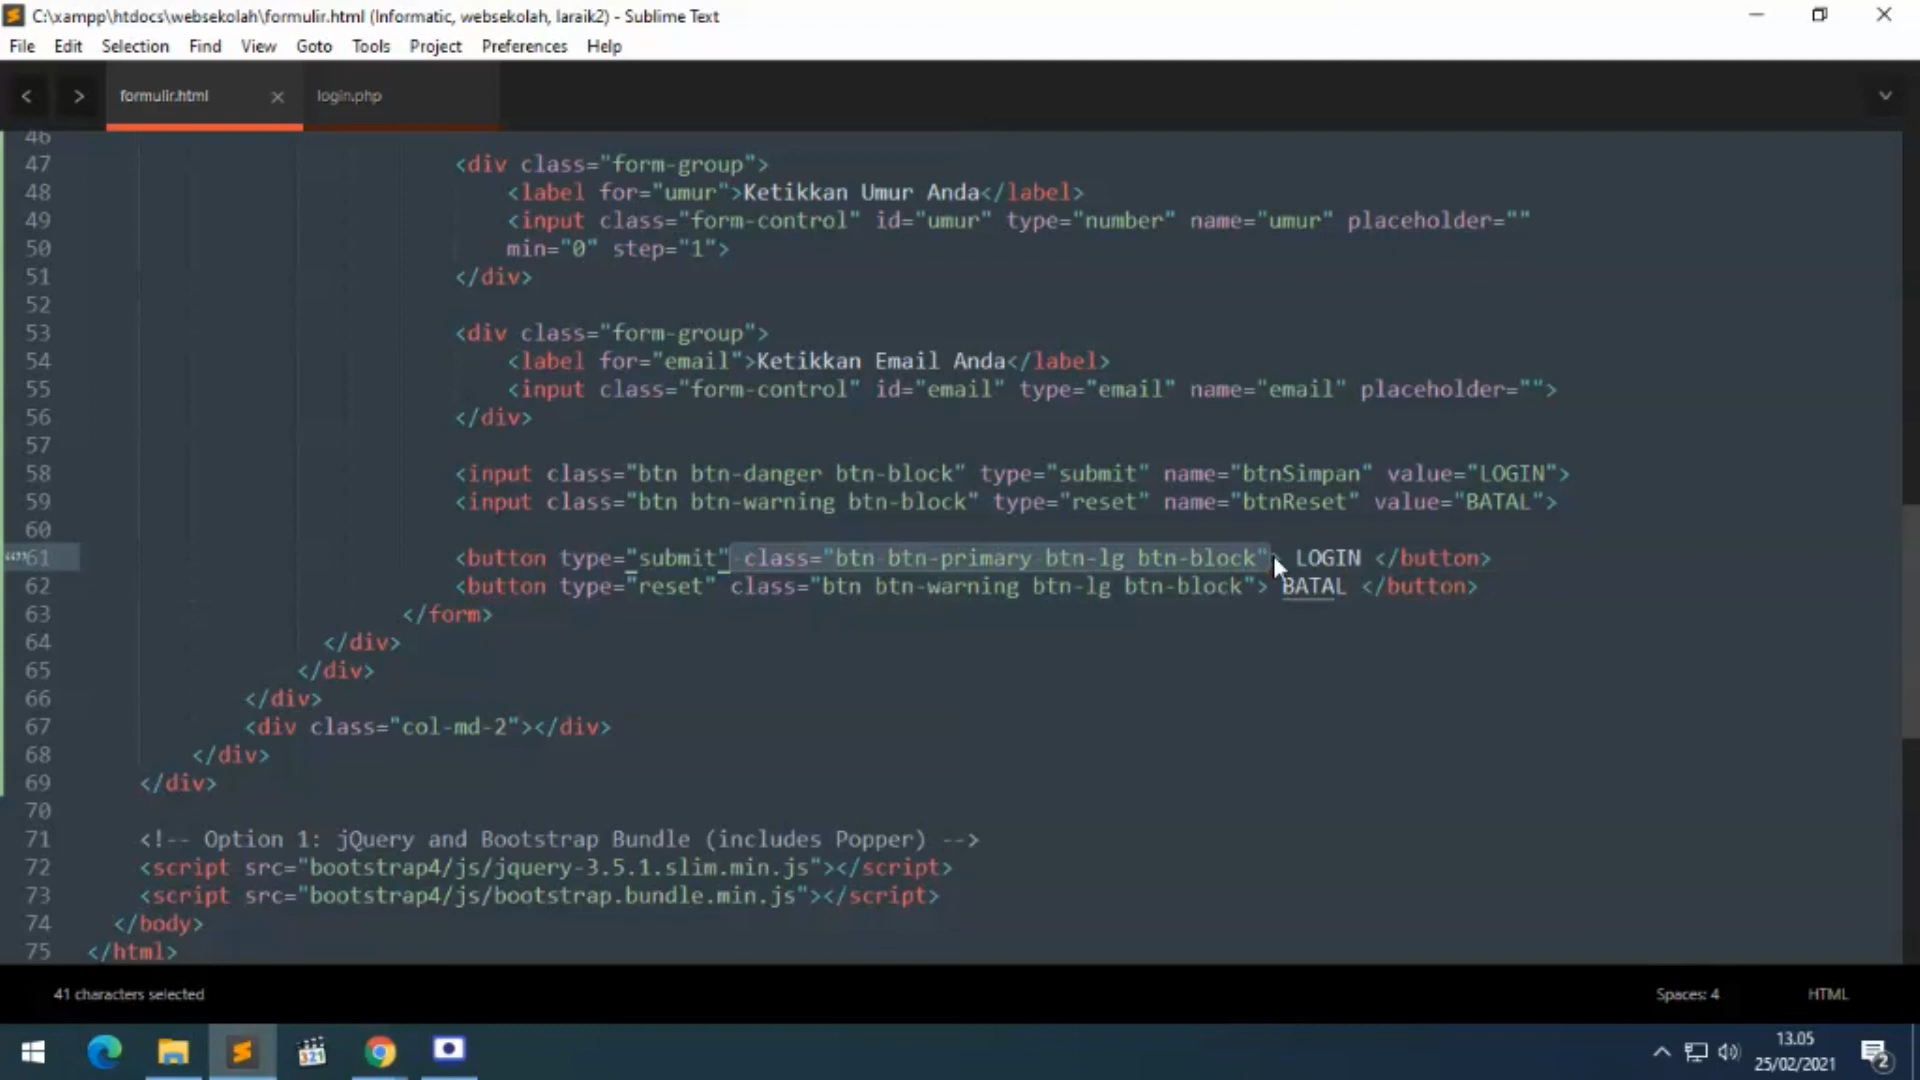 C:\xampp\htdocs\websekolah\formulir.html (Informatic, websekolah, laraik2) - Sublime Text
File Edit Selection Find View Goto Tools Project Preferences Help
formulir.html login.php
46
47 <div class="form-group">
48 <label for="umur">Ketikkan Umur Anda</label>
49 <input class="form-control" id="umur" type="number" name="umur" placeholder=""
50 min="0" step="1">
51 </div>
52
53 <div class="form-group">
54 <label for="email">Ketikkan Email Anda</label>
55 <input class="form-control" id="email" type="email" name="email" placeholder="">
56 </div>
57
58 <input class="btn btn-danger btn-block" type="submit" name="btnSimpan" value="LOGIN">
59 <input class="btn btn-warning btn-block" type="reset" name="btnReset" value="BATAL">
60
61 <button type="submit" class="btn btn-primary btn-lg btn-block"> LOGIN </button>
62 <button type="reset" class="btn btn-warning btn-lg btn-block"> BATAL </button>
63 </form>
64 </div>
65 </div>
66 </div>
67 <div class="col-md-2"></div>
68 </div>
69 </div>
70
71 <!-- Option 1: jQuery and Bootstrap Bundle (includes Popper) -->
72 <script src="bootstrap4/js/jquery-3.5.1.slim.min.js"></script>
73 <script src="bootstrap4/js/bootstrap.bundle.min.js"></script>
74 </body>
75 </html>
41 characters selected Spaces: 4 HTML
321
13.05
25/02/2021
2